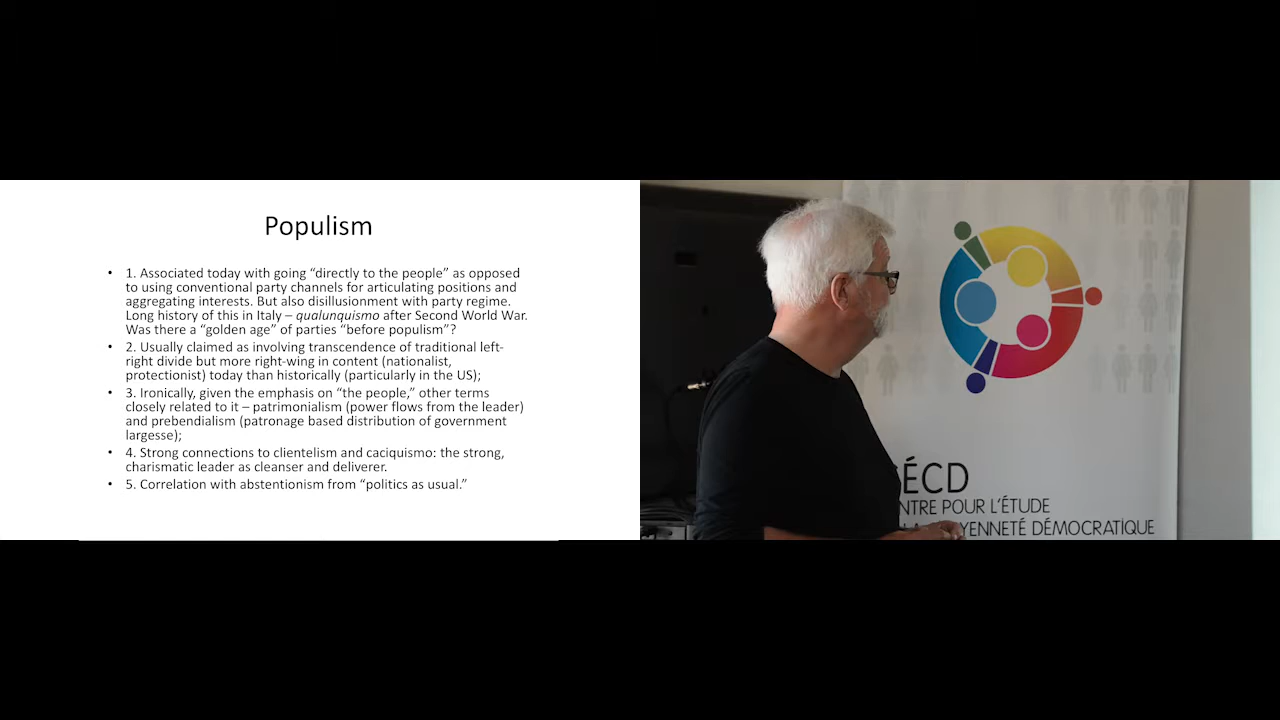 Populism
• 1. Associated today with going “directly to the people” as opposed
to using conventional party channels for articulating positions and
aggregating interests. But also disillusionment with party regime.
Long history of this in Italy – qualunquismo after Second World War.
Was there a “golden age” of parties “before populism”?
• 2. Usually claimed as involving transcendence of traditional left-
right divide but more right-wing in content (nationalist,
protectionist) today than historically (particularly in the US);
• 3. Ironically, given the emphasis on “the people,” other terms
closely related to it – patrimonialism (power flows from the leader)
and prebendialism (patronage based distribution of government
largesse);
• 4. Strong connections to clientelism and caciquismo: the strong,
charismatic leader as cleanser and deliverer.
• 5. Correlation with abstentionism from “politics as usual.”
ÉCD
NTRE POUR L’ÉTUDE
YENNETÉ DÉMOCRATIQUE